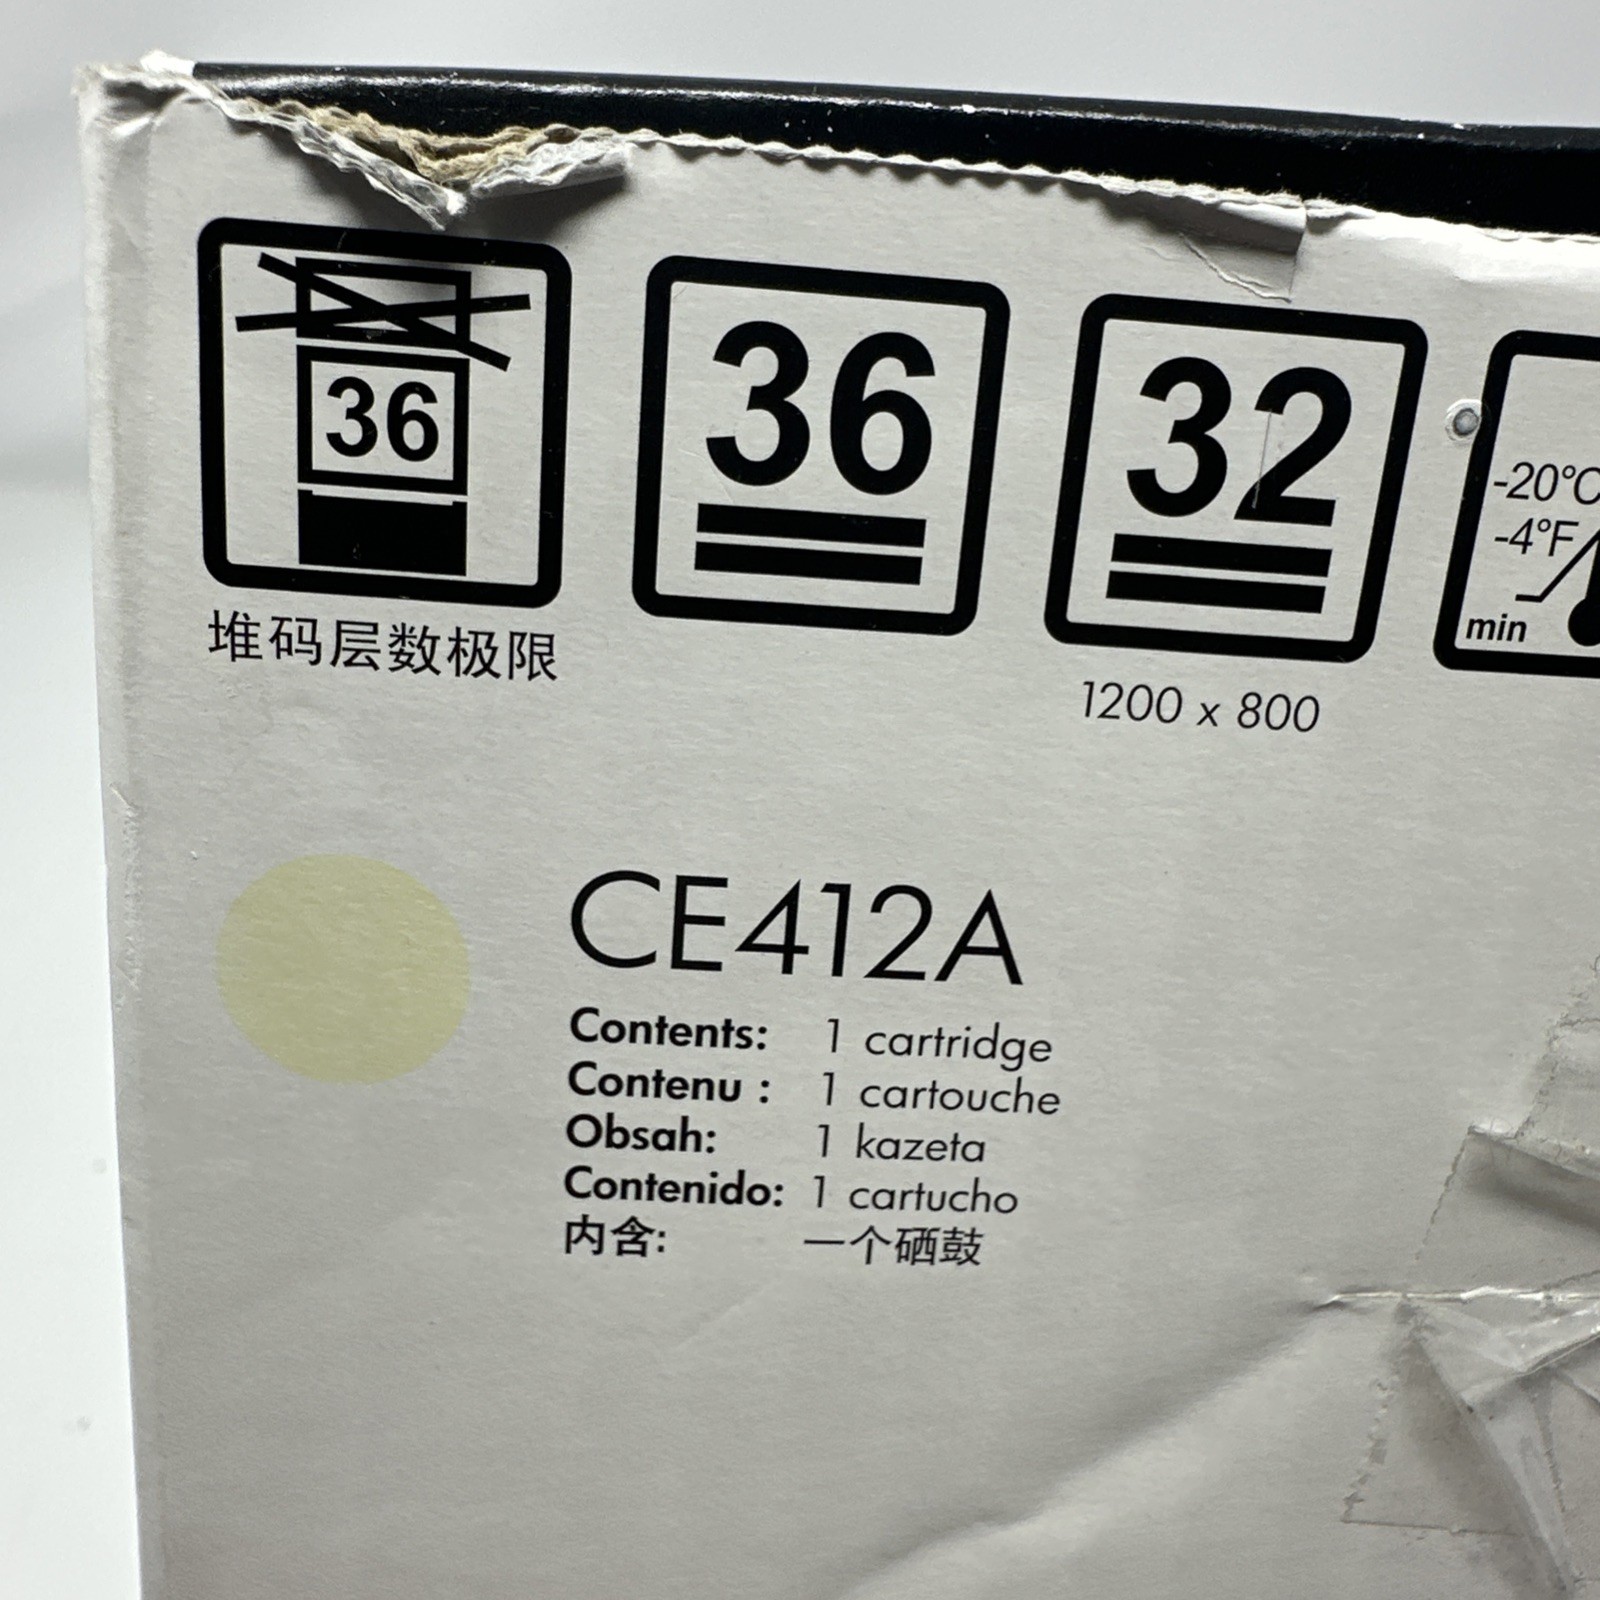 36
36
32
-20°C
-4°F
min
堆码层数极限
1200 x 800
CE412A
Contents: 1 cartridge
Contenu : 1 cartouche
Obsah: 1 kazeta
Contenido: 1 cartucho
内含: 一个硒鼓